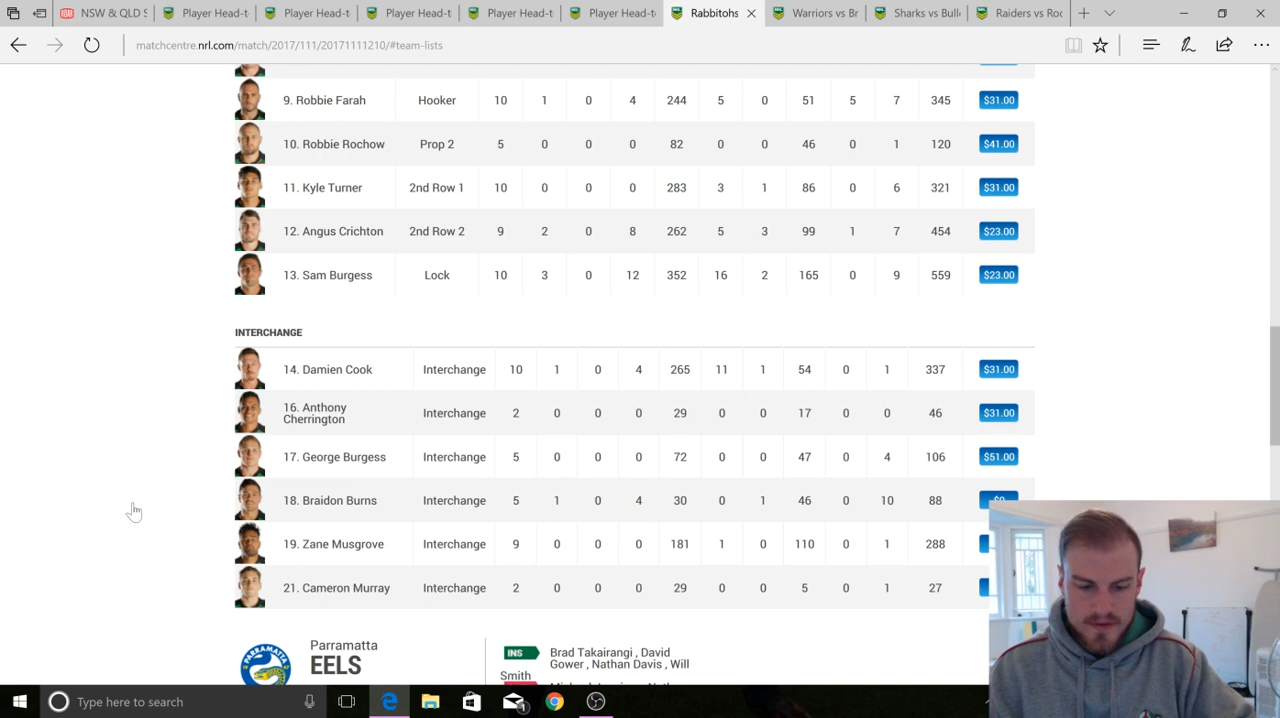 NSW & QLD S
NRL
NRL
Player Head-t
Player Head-t
Rabbitohs
Warriors vs
Sharks v Bull
Raiders vs Roc
matchcentre.nrl.com/match/2017/111/20171111210/#team-lists
9. Robbie Farah Hooker 10 1 0 4 244 5 0 51 5 7 345 $31.00
Robbie Rochow Prop 2 5 0 0 0 82 0 0 46 0 1 120 $41.00
11. Kyle Turner 2nd Row 1 10 0 0 0 283 3 1 86 0 6 321 $31.00
12. Angus Crichton 2nd Row 2 9 2 0 8 262 5 3 99 1 7 454 $23.00
13. Sam Burgess Lock 10 3 0 12 352 16 2 165 0 9 559 $23.00
INTERCHANGE
14. Damien Cook Interchange 10 1 0 4 265 11 1 54 0 1 337 $31.00
16. Anthony
Cherrington Interchange 2 0 0 0 29 0 0 17 0 0 46 $31.00
17. George Burgess Interchange 5 0 0 0 72 0 0 47 0 4 106 $51.00
18. Braidon Burns Interchange 1 0 4 30 0 1 46 0 10 88 $0
19. Zane Musgrove Interchange 9 0 0 181 1 0 110 0 1 288
21. Cameron Murray Interchange 2 0 0 0 29 0 0 5 0 1 27
Parramatta
EELS
PARRAMATTA
INS
Brad Takairangi , David
Gower , Nathan Davis , Will
Smith
Type here to search